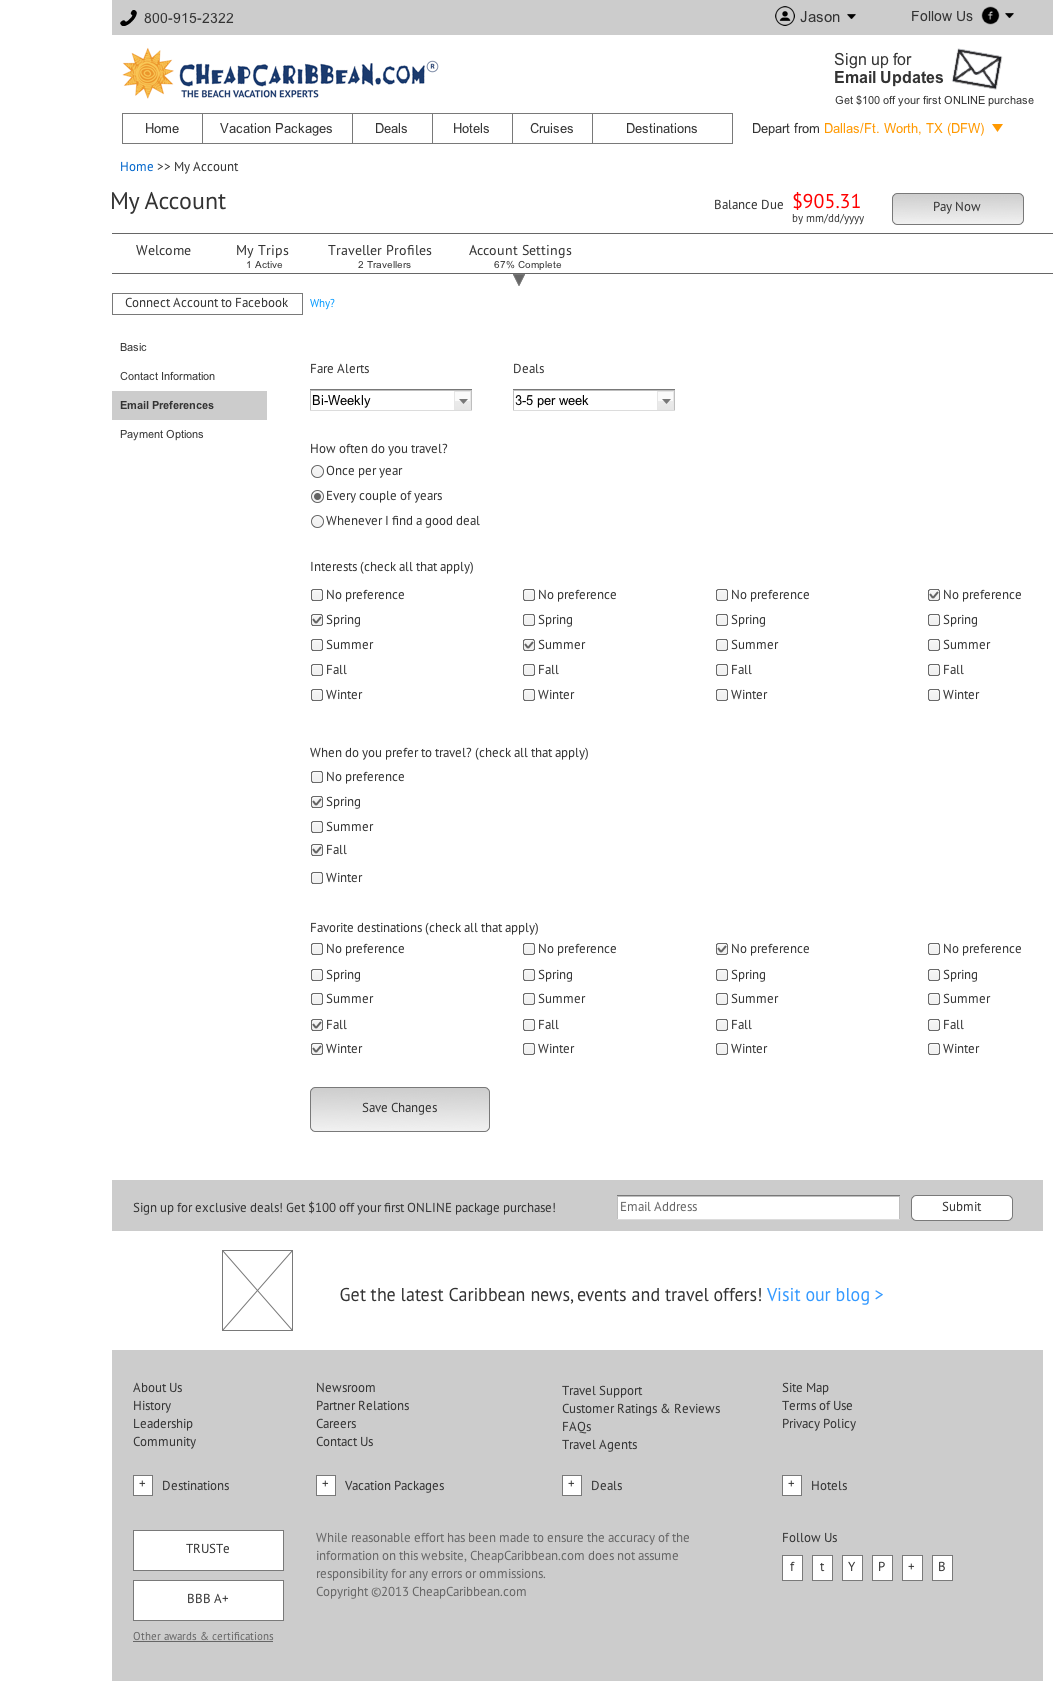 800-915-2322
Jason
Follow Us
CHEAPCARIBBEAN.COM®
THE BEACH VACATION EXPERTS
Sign up for
Email Updates
Get $100 off your first ONLINE purchase
Home Vacation Packages Deals Hotels Cruises Destinations
Depart from Dallas/Ft. Worth, TX (DFW)
Home >> My Account
My Account
Balance Due $905.31
by mm/dd/yyyy
Pay Now
Welcome My Trips Traveller Profiles Account Settings
1 Active 2 Travellers 67% Complete
Connect Account to Facebook Why?
Basic
Contact Information
Email Preferences
Payment Options
Fare Alerts Deals
Bi-Weekly 3-5 per week
How often do you travel?
Once per year
Every couple of years
Whenever I find a good deal
Interests (check all that apply)
No preference No preference No preference No preference
Spring Spring Spring Spring
Summer Summer Summer Summer
Fall Fall Fall Fall
Winter Winter Winter Winter
When do you prefer to travel? (check all that apply)
No preference
Spring
Summer
Fall
Winter
Favorite destinations (check all that apply)
No preference No preference No preference No preference
Spring Spring Spring Spring
Summer Summer Summer Summer
Fall Fall Fall Fall
Winter Winter Winter Winter
Save Changes
Sign up for exclusive deals! Get $100 off your first ONLINE package purchase!
Email Address
Submit
Get the latest Caribbean news, events and travel offers! Visit our blog >
About Us
History
Leadership
Community
Newsroom
Partner Relations
Careers
Contact Us
Travel Support
Customer Ratings & Reviews
FAQs
Travel Agents
Site Map
Terms of Use
Privacy Policy
+ Destinations + Vacation Packages + Deals + Hotels
TRUSTe
BBB A+
Other awards & certifications
While reasonable effort has been made to ensure the accuracy of the
information on this website, CheapCaribbean.com does not assume
responsibility for any errors or ommissions.
Copyright ©2013 CheapCaribbean.com
Follow Us
f t Y P + B